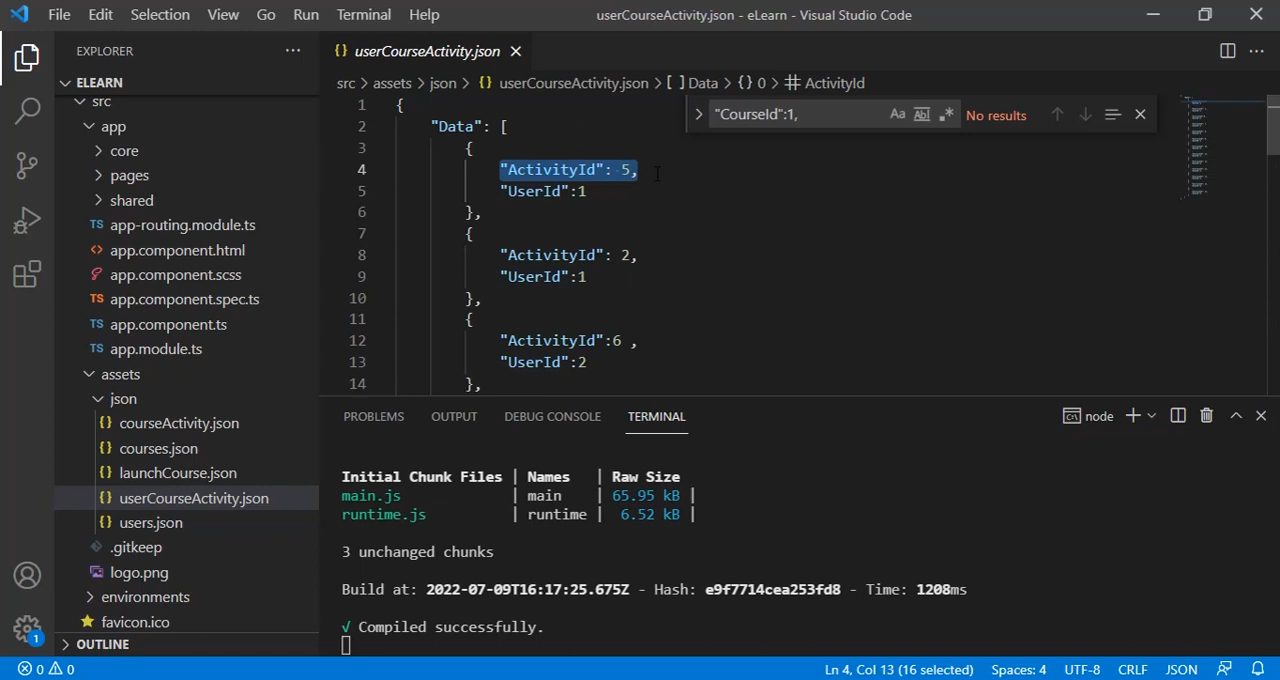 File Edit Selection View Go Run Terminal Help userCourseActivity.json - eLearn - Visual Studio Code
EXPLORER
ELEARN
src
app
core
pages
shared
TS app-routing.module.ts
<> app.component.html
app.component.scss
TS app.component.spec.ts
TS app.component.ts
TS app.module.ts
assets
json
{} courseActivity.json
{} courses.json
{} launchCourse.json
{} userCourseActivity.json
{} users.json
.gitkeep
logo.png
environments
favicon.ico
OUTLINE
{} userCourseActivity.json
src > assets > json > {} userCourseActivity.json > [ ] Data > {} 0 > # ActivityId
"CourseId":1, Aa ab .* No results
1 {
2 "Data": [
3 {
4 "ActivityId": 5,
5 "UserId":1
6 },
7 {
8 "ActivityId": 2,
9 "UserId":1
10 },
11 {
12 "ActivityId":6 ,
13 "UserId":2
14 },
PROBLEMS OUTPUT DEBUG CONSOLE TERMINAL node
Initial Chunk Files | Names | Raw Size
main.js | main | 65.95 kB |
runtime.js | runtime | 6.52 kB |
3 unchanged chunks
Build at: 2022-07-09T16:17:25.675Z - Hash: e9f7714cea253fd8 - Time: 1208ms
√ Compiled successfully.
1
0 0 Ln 4, Col 13 (16 selected) Spaces: 4 UTF-8 CRLF JSON